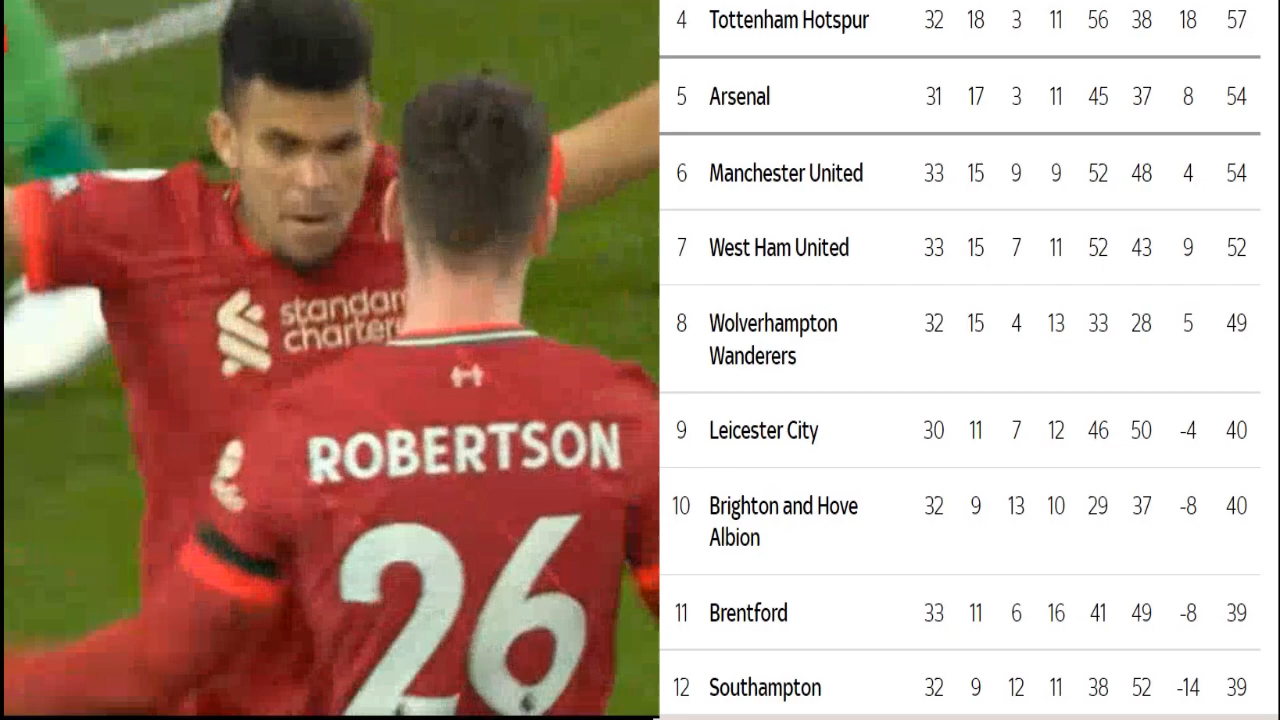 standard
charter
ROBERTSON
26
4 Tottenham Hotspur 32 18 3 11 56 38 18 57
5 Arsenal 31 17 3 11 45 37 8 54
6 Manchester United 33 15 9 9 52 48 4 54
7 West Ham United 33 15 7 11 52 43 9 52
8 Wolverhampton 32 15 4 13 33 28 5 49
Wanderers
9 Leicester City 30 11 7 12 46 50 -4 40
10 Brighton and Hove 32 9 13 10 29 37 -8 40
Albion
11 Brentford 33 11 6 16 41 49 -8 39
12 Southampton 32 9 12 11 38 52 -14 39